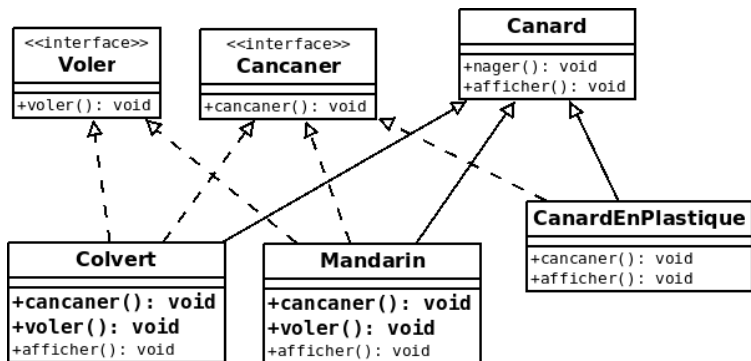 <<interface>>
Voler
+voler(): void
<<interface>>
Cancaner
+cancaner(): void
Canard
+nager(): void
+afficher(): void
Colvert
+cancaner(): void
+voler(): void
+afficher(): void
Mandarin
+cancaner(): void
+voler(): void
+afficher(): void
CanardEnPlastique
+cancaner(): void
+afficher(): void